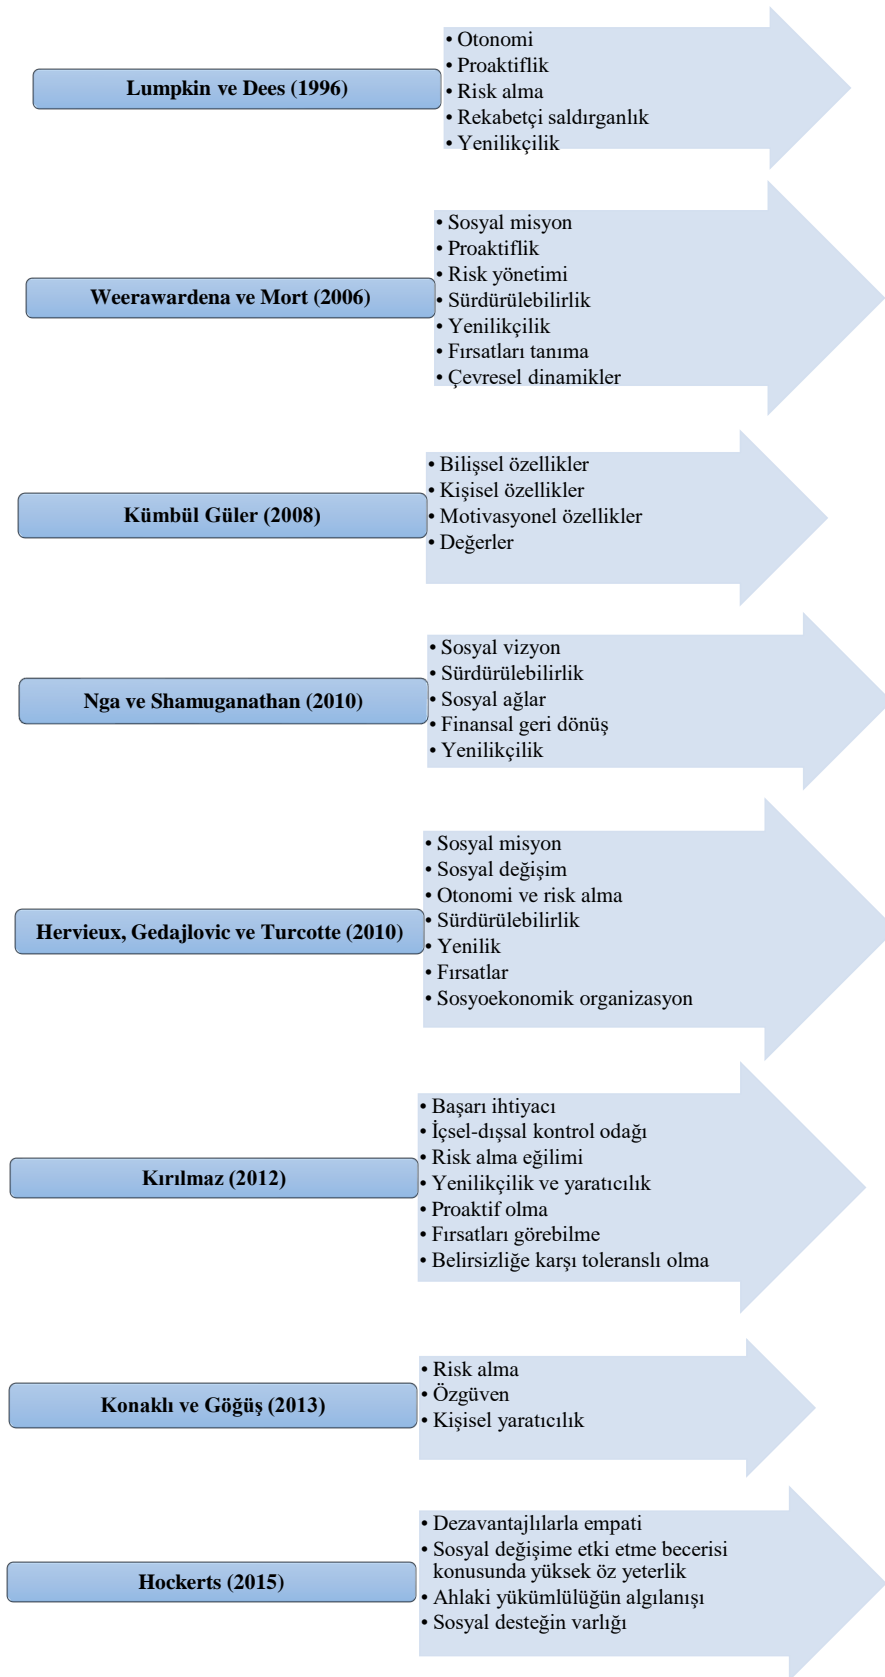 Lumpkin ve Dees (1996)
• Otonomi
• Proaktiflik
• Risk alma
• Rekabetçi saldırganlık
• Yenilikçilik
Weerawardena ve Mort (2006)
• Sosyal misyon
• Proaktiflik
• Risk yönetimi
• Sürdürülebilirlik
• Yenilikçilik
• Fırsatları tanıma
• Çevresel dinamikler
Kümbül Güler (2008)
• Bilişsel özellikler
• Kişisel özellikler
• Motivasyonel özellikler
• Değerler
Nga ve Shamuganathan (2010)
• Sosyal vizyon
• Sürdürülebilirlik
• Sosyal ağlar
• Finansal geri dönüş
• Yenilikçilik
Hervieux, Gedajlovic ve Turcotte (2010)
• Sosyal misyon
• Sosyal değişim
• Otonomi ve risk alma
• Sürdürülebilirlik
• Yenilik
• Fırsatlar
• Sosyoekonomik organizasyon
Kırılmaz (2012)
• Başarı ihtiyacı
• İçsel-dışsal kontrol odağı
• Risk alma eğilimi
• Yenilikçilik ve yaratıcılık
• Proaktif olma
• Fırsatları görebilme
• Belirsizliğe karşı toleranslı olma
Konaklı ve Göğüş (2013)
• Risk alma
• Özgüven
• Kişisel yaratıcılık
Hockerts (2015)
• Dezavantajlılarla empati
• Sosyal değişime etki etme becerisi
konusunda yüksek öz yeterlik
• Ahlaki yükümlülüğün algılanışı
• Sosyal desteğin varlığı